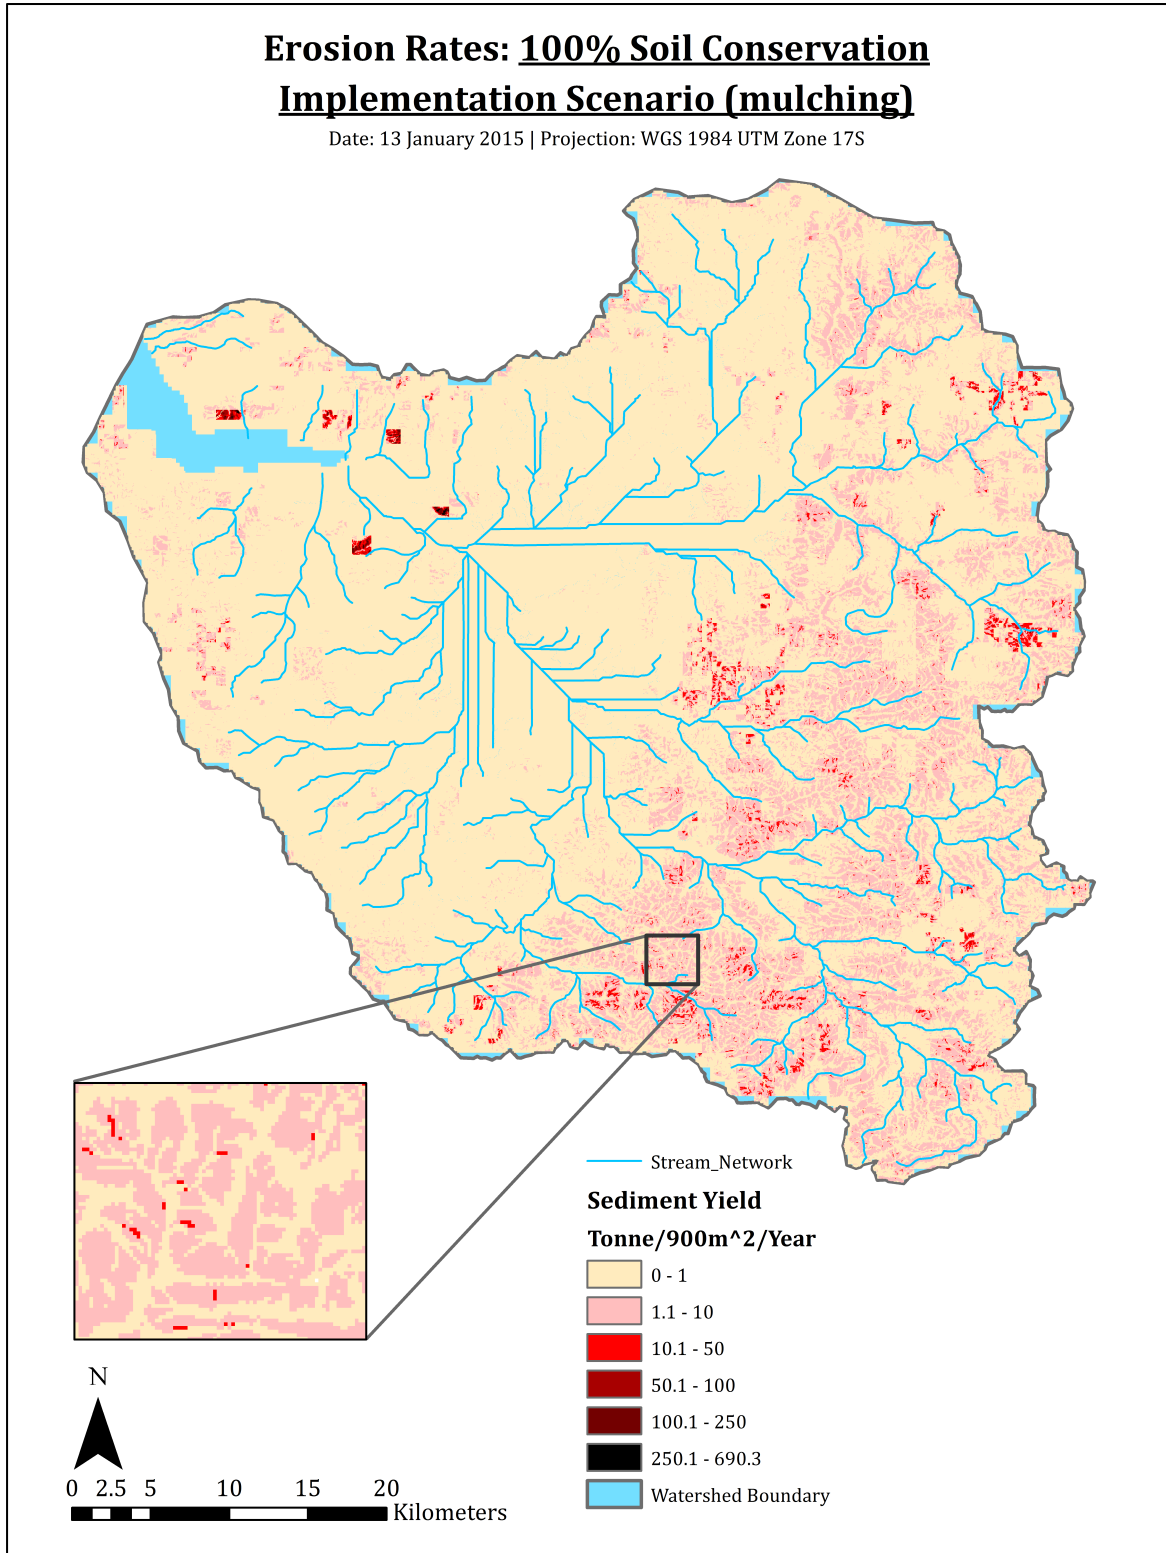 Erosion Rates: 100% Soil Conservation
Implementation Scenario (mulching)
Date: 13 January 2015 | Projection: WGS 1984 UTM Zone 17S
Stream_Network
Sediment Yield
Tonne/900m^2/Year
0 - 1
1.1 - 10
10.1 - 50
50.1 - 100
100.1 - 250
250.1 - 690.3
Watershed Boundary
N
0 2.5 5 10 15 20
Kilometers